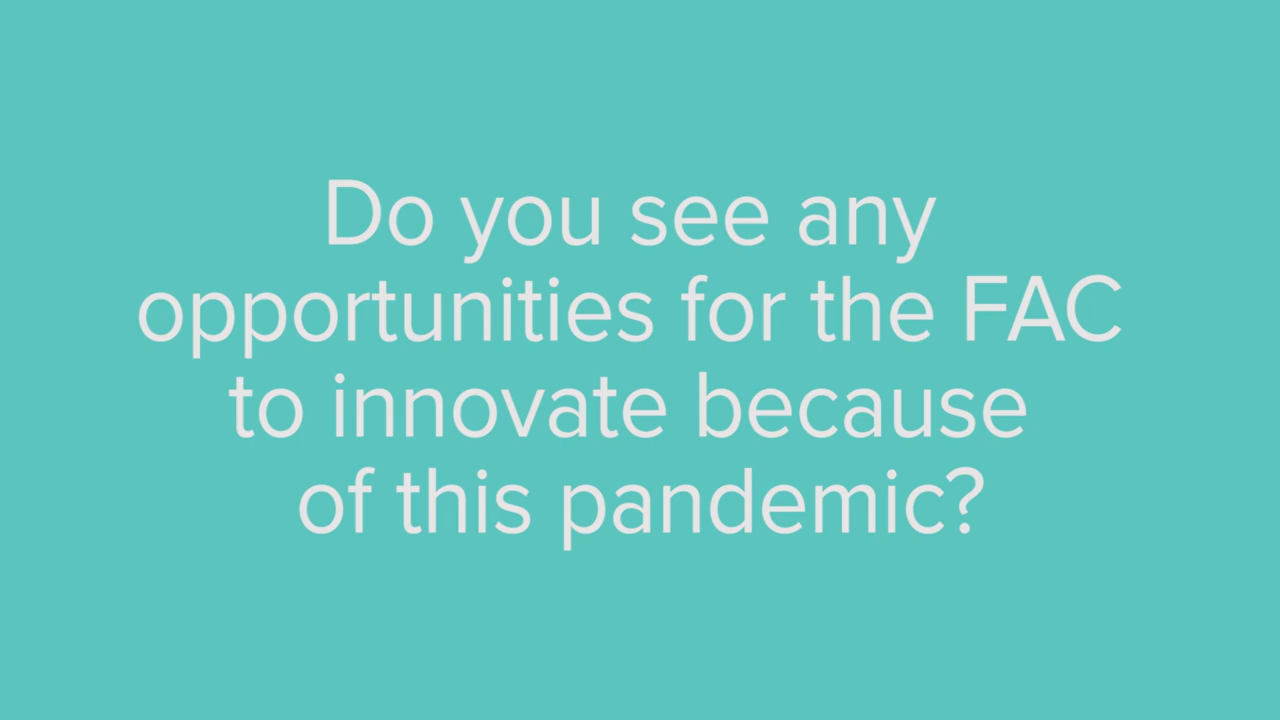 Do you see any
opportunities for the FAC
to innovate because
of this pandemic?